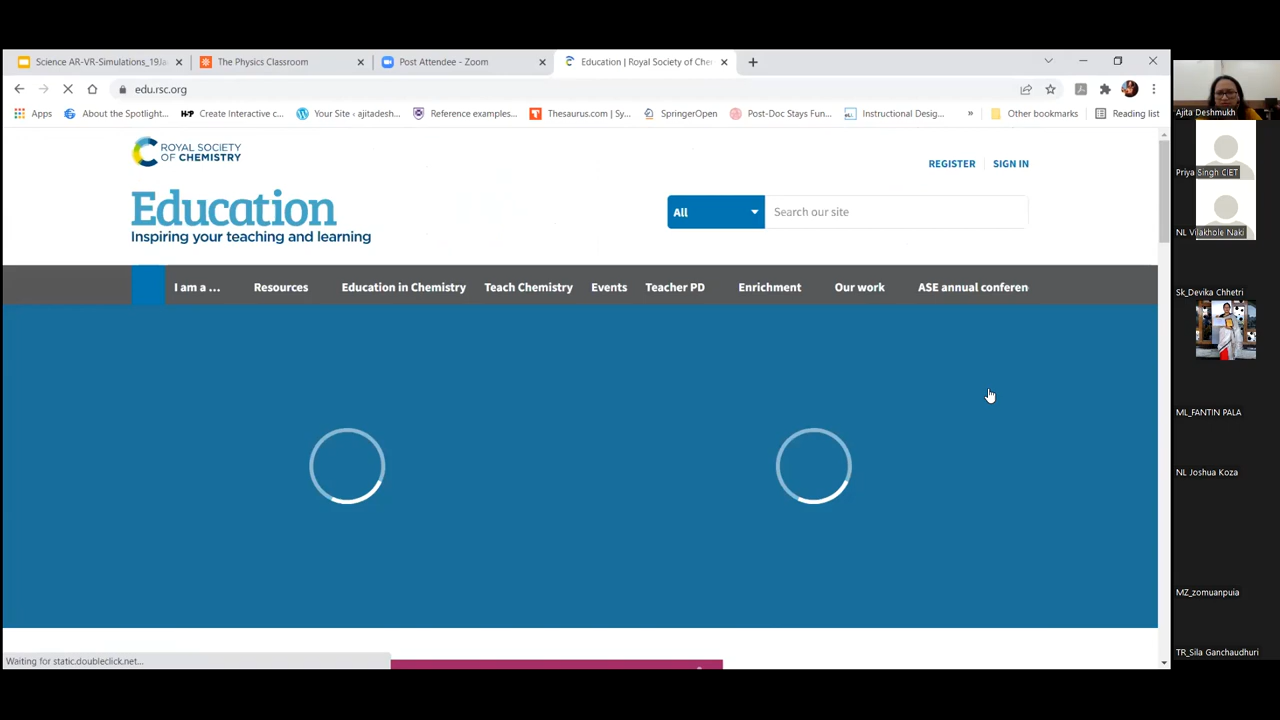 Science AR-VR-Simulations_19Ja
The Physics Classroom
Post Attendee - Zoom
Education | Royal Society of Che
edu.rsc.org
Apps
About the Spotlight...
Create Interactive c...
Your Site ‹ ajitadesh...
Reference examples...
Thesaurus.com | Sy...
SpringerOpen
Post-Doc Stays Fun...
Instructional Desig...
»
Other bookmarks
Reading list
ROYAL SOCIETY
OF CHEMISTRY
REGISTER
SIGN IN
Education
Inspiring your teaching and learning
All
Search our site
I am a ...
Resources
Education in Chemistry
Teach Chemistry
Events
Teacher PD
Enrichment
Our work
ASE annual conferen
Waiting for static.doubleclick.net...
Ajita Deshmukh
Priya Singh CIET
NL Vilakhole Naki
Sk_Devika Chhetri
ML_FANTIN PALA
NL Joshua Koza
MZ_zomuanpuia
TR_Sila Ganchaudhuri